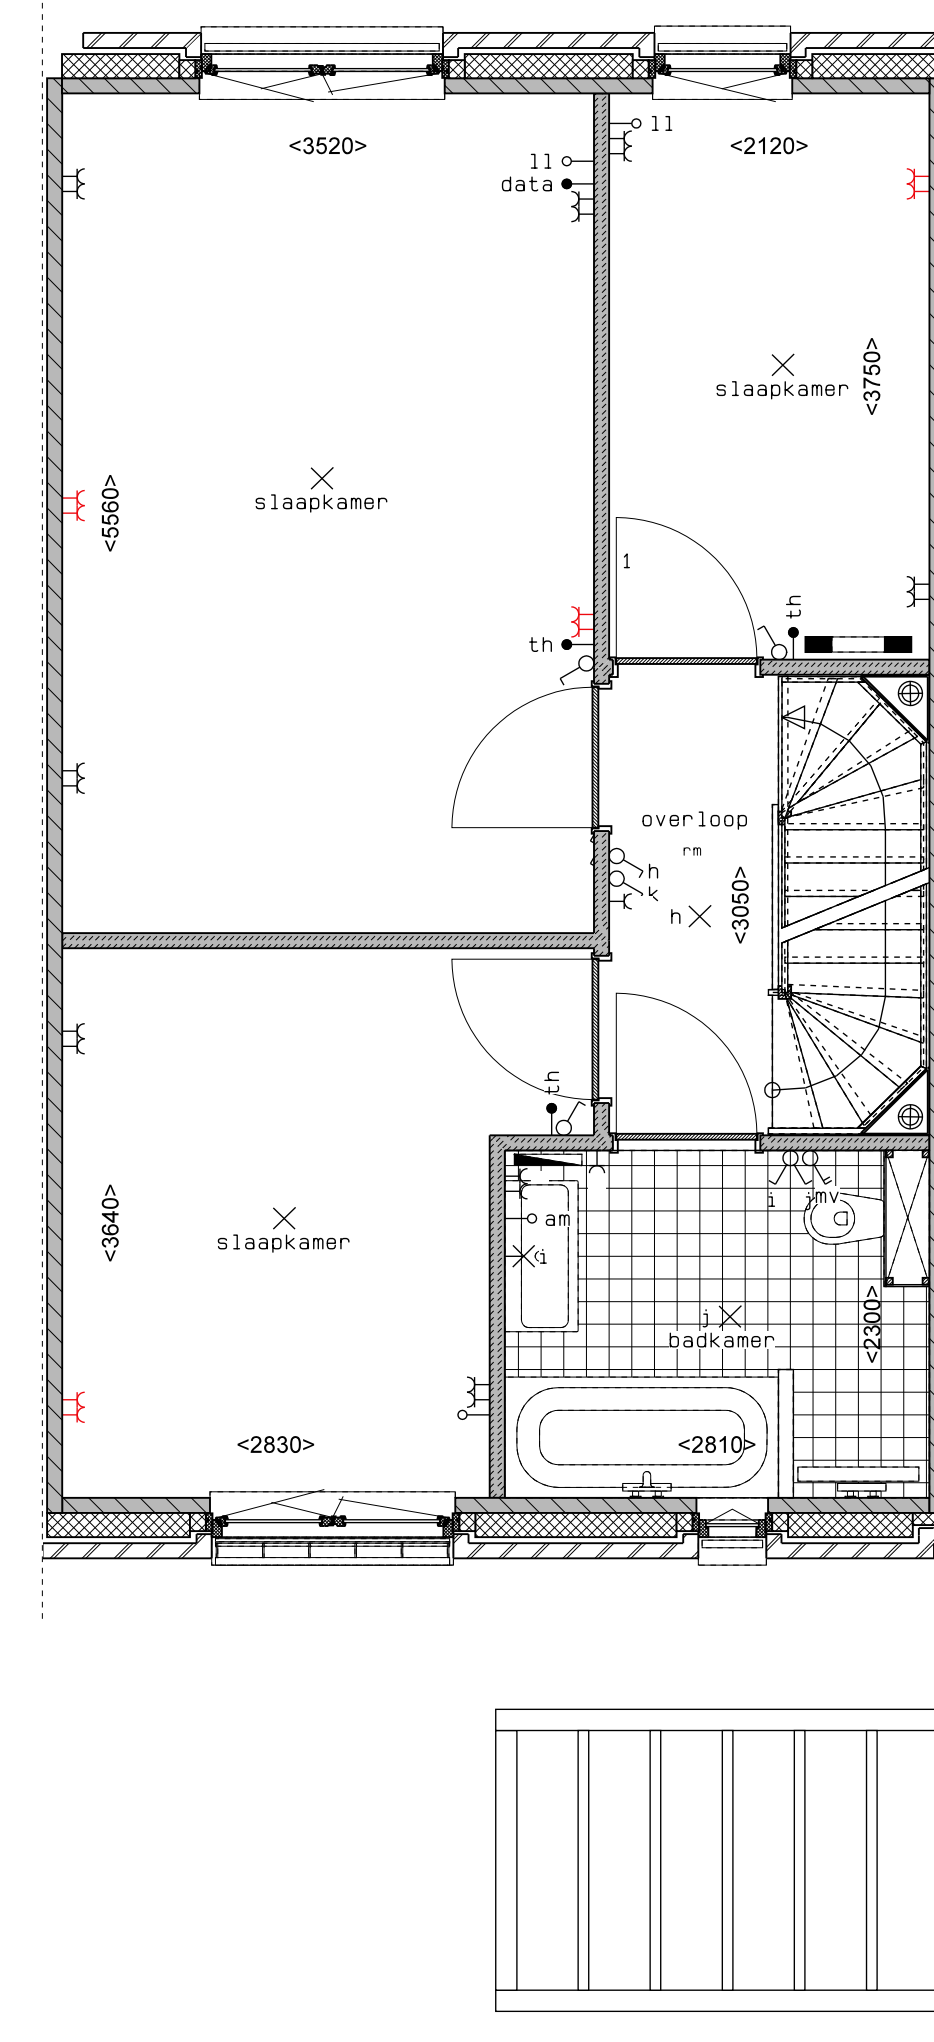 <3520>
ll
<2120>
ll
data
slaapkamer
<3750>
slaapkamer
<5560>
1
th
th
overloop
rm
h
k
h
<3050>
th
<3640>
slaapkamer
am
i
i
j
mv
j
badkamer
<2300>
<2830>
<2810>